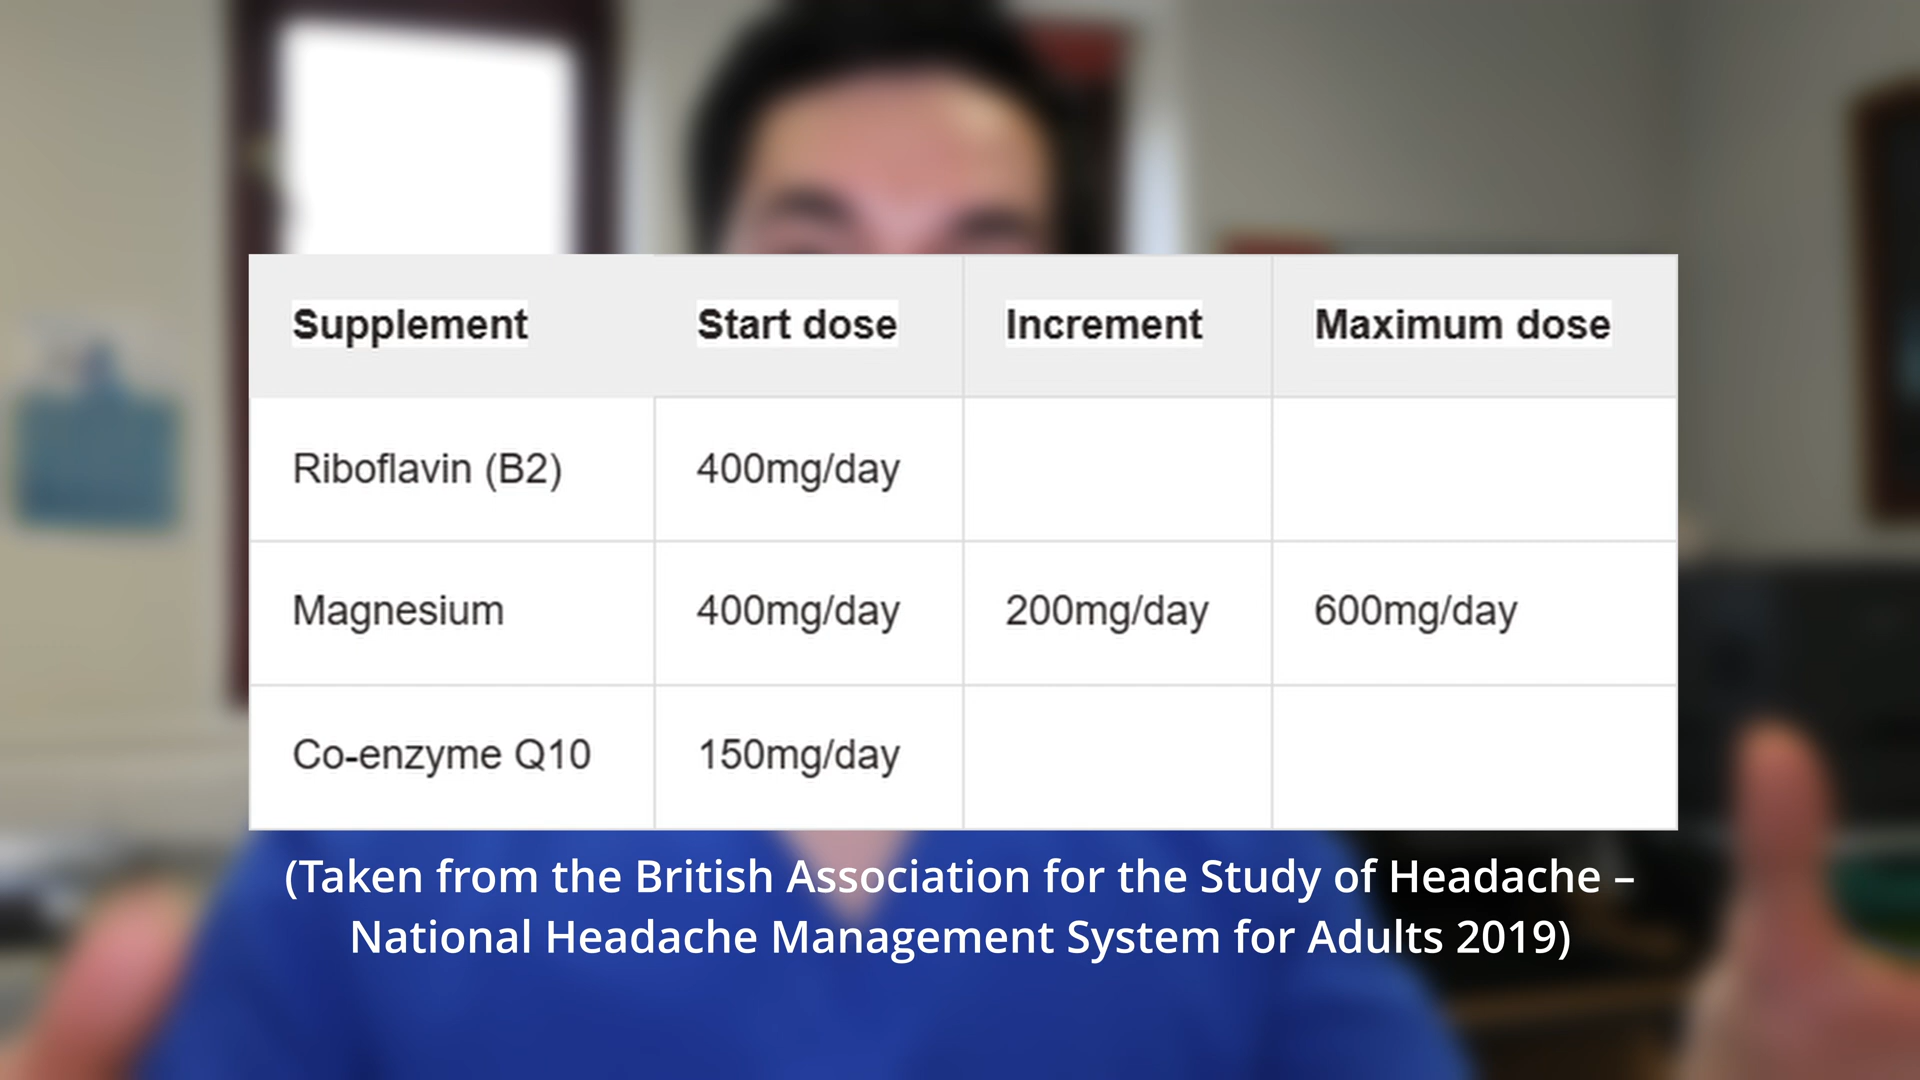 Supplement Start dose Increment Maximum dose
Riboflavin (B2) 400mg/day
Magnesium 400mg/day 200mg/day 600mg/day
Co-enzyme Q10 150mg/day
(Taken from the British Association for the Study of Headache –
National Headache Management System for Adults 2019)